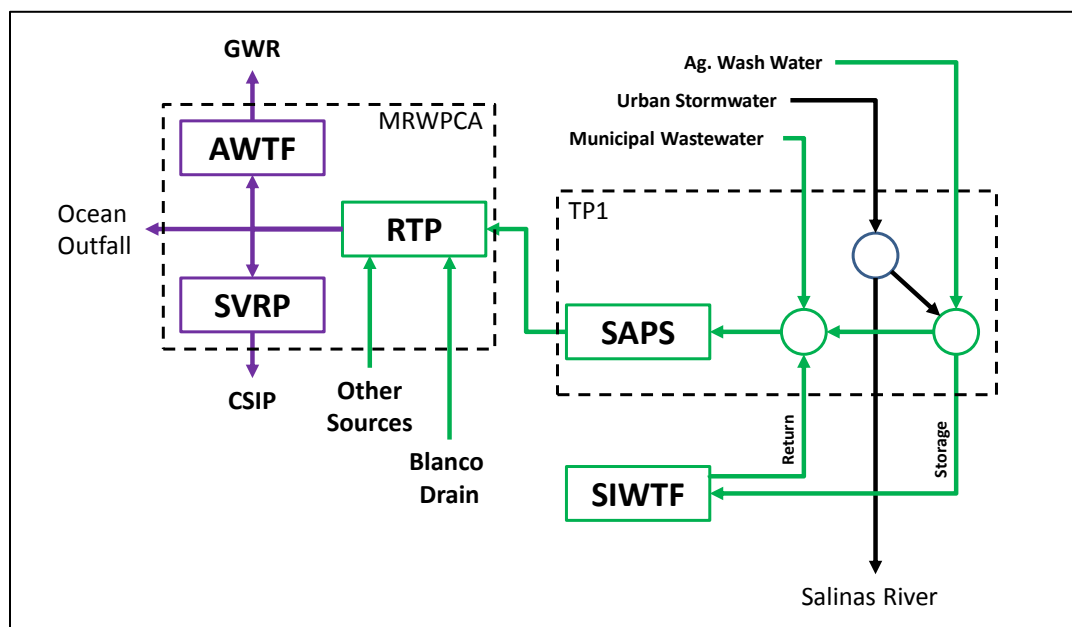 GWR
Ag. Wash Water
Urban Stormwater
MRWPCA
Municipal Wastewater
AWTF
TP1
Ocean
Outfall
RTP
SVRP
SAPS
CSIP
Other
Sources
Blanco
Drain
Return
Storage
SIWTF
Salinas River